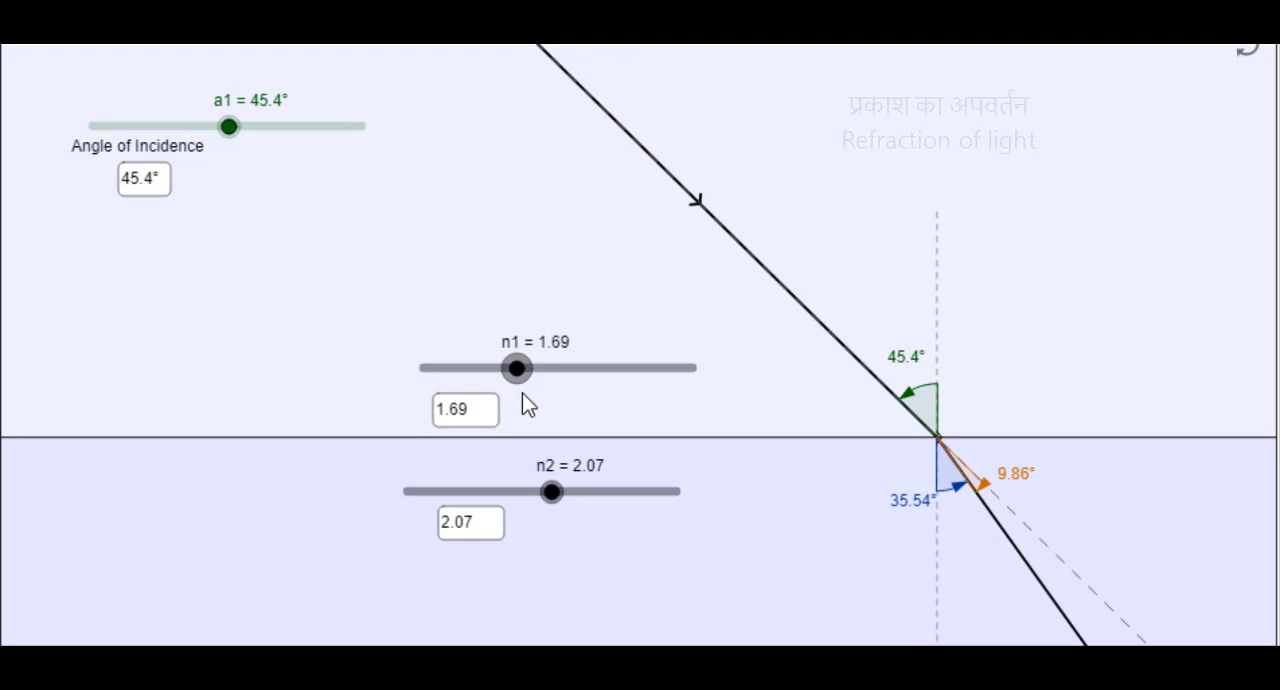 a1 = 45.4°
Angle of Incidence
45.4°
प्रकाश का अपवर्तन
Refraction of light
n1 = 1.69
1.69
45.4°
n2 = 2.07
2.07
9.86°
35.54°